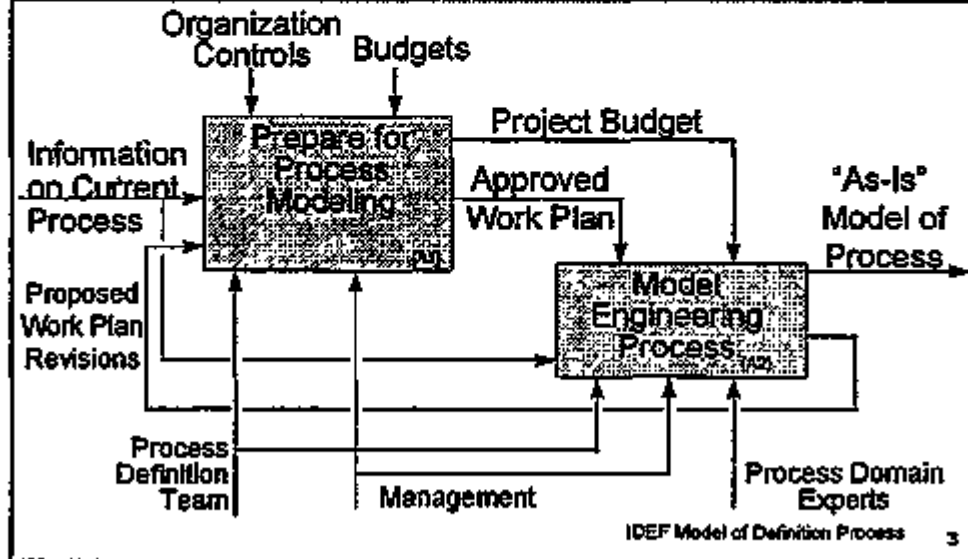 Organization
Controls
Budgets
Prepare for
Process
Modeling
Project Budget
Information
on Current
Process
Approved
Work Plan
"As-Is"
Model of
Process
Model
Engineering
Process
(A2)
Proposed
Work Plan
Revisions
Process
Definition
Team
Management
Process Domain
Experts
IDEF Model of Definition Process
3